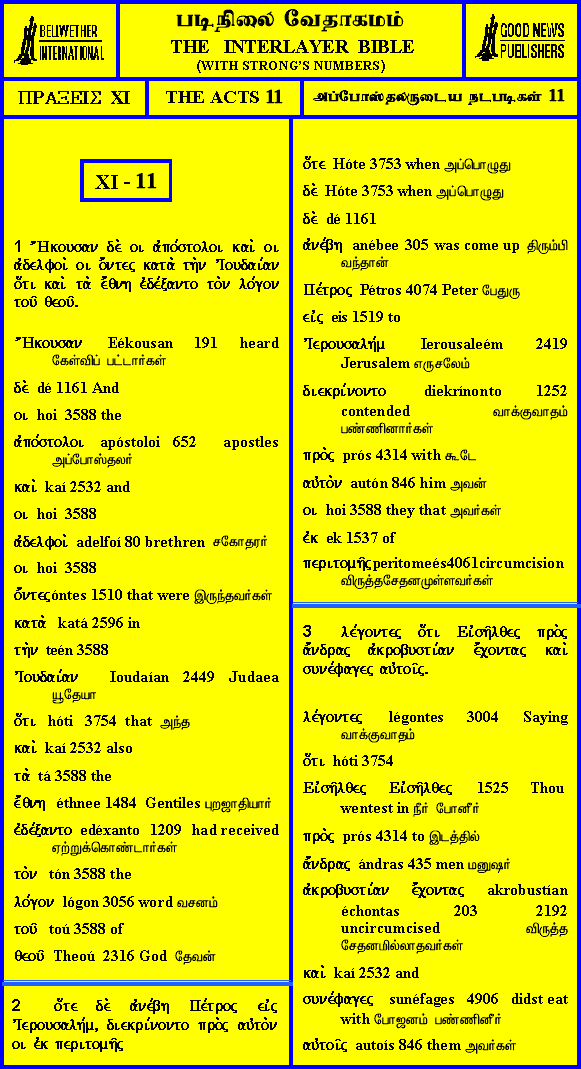 BELIWETHER
INTERNATIONAL
படிநிலை வேதாகமம்
THE INTERLAYER BIBLE
(WITH STRONG'S NUMBERS)
GOOD NEWS
PUBLISHERS
ΠΡΑΞΕΙΣ XI
THE ACTS 11
அப்போஸ்தலருடைய நடபடிகள் 11
XI - 11
1 Ἤκουσαν δὲ οι ἀπόστολοι καὶ οι
ἀδελφοὶ οι ὄντες κατὰ τὴν Ἰουδαίαν
ὅτι καὶ τὰ ἔθνη ἐδέξαντο τὸν λόγον
τοῦ θεοῦ.
Ἤκουσαν Eékousan 191 heard
கேள்விப் பட்டார்கள்
δὲ dé 1161 And
οι hoi 3588 the
ἀπόστολοι apóstoloi 652 apostles
அப்போஸ்தலர்
καὶ kaí 2532 and
οι hoi 3588
ἀδελφοὶ adelfoí 80 brethren சகோதரர்
οι hoi 3588
ὄντες óntes 1510 that were இருந்தவர்கள்
κατὰ katá 2596 in
τὴν teén 3588
Ἰουδαίαν Ioudaían 2449 Judaea
யூதேயா
ὅτι hóti 3754 that அந்த
καὶ kaí 2532 also
τὰ tá 3588 the
ἔθνη éthnee 1484 Gentiles புறஜாதியார்
ἐδέξαντο edéxanto 1209 had received
ஏற்றுக்கொண்டார்கள்
τὸν tón 3588 the
λόγον lógon 3056 word வசனம்
τοῦ toú 3588 of
θεοῦ Theoú 2316 God தேவன்
2 ὅτε δὲ ἀνέβη Πέτρος εἰς
Ἰερουσαλήμ, διεκρίνοντο πρὸς αὐτὸν
οι ἐκ περιτομῆς
ὅτε Hóte 3753 when அப்பொழுது
δὲ Hóte 3753 when அப்பொழுது
δὲ dé 1161
ἀνέβη anébee 305 was come up திரும்பி
வந்தான்
Πέτρος Pétros 4074 Peter பேதுரு
εἰς eis 1519 to
Ἰερουσαλήμ Ierousaleém 2419
Jerusalem எருசலேம்
διεκρίνοντο diekrínonto 1252
contended வாக்குவாதம்
பண்ணினார்கள்
πρὸς prós 4314 with கூடே
αὐτὸν autón 846 him அவன்
οι hoi 3588 they that அவர்கள்
ἐκ ek 1537 of
περιτομῆς peritomeés 4061 circumcision
விருத்தசேதனமுள்ளவர்கள்
3 λέγοντες ὅτι Εἰσῆλθες πρὸς
ἄνδρας ἀκροβυστίαν ἔχοντας καὶ
συνέφαγες αὐτοῖς.
λέγοντες légontes 3004 Saying
வாக்குவாதம்
ὅτι hóti 3754
Εἰσῆλθες Εἰσῆλθες 1525 Thou
wentest in நீர் போனீர்
πρὸς prós 4314 to இடத்தில்
ἄνδρας ándras 435 men மனுஷர்
ἀκροβυστίαν ἔχοντας akrobustían
échontas 203 2192
uncircumcised விருத்த
சேதனமில்லாதவர்கள்
καὶ kaí 2532 and
συνέφαγες sunéfages 4906 didst eat
with போஜனம் பண்ணினீர்
αὐτοῖς autoís 846 them அவர்கள்